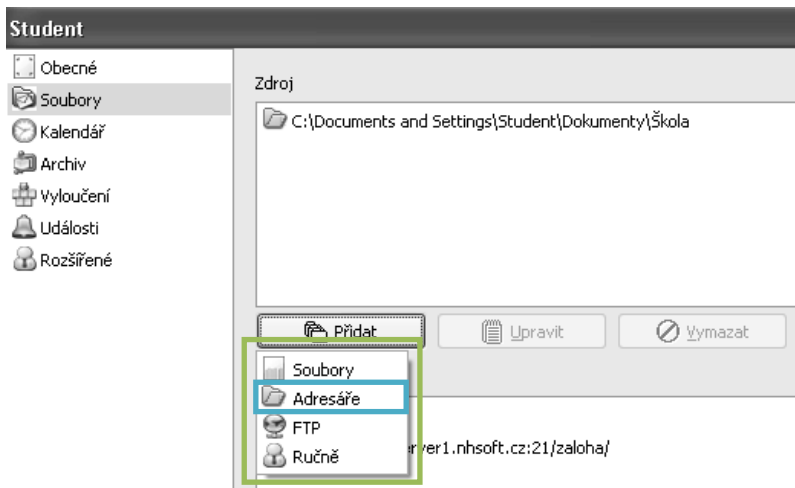 Student
Obecné
Soubory
Kalendář
Archiv
Vyloučení
Události
Rozšířené
Zdroj
C:\Documents and Settings\Student\Dokumenty\Škola
Přidat
Upravit
Vymazat
Soubory
Adresáře
FTP
Ručně
rver1.nhsoft.cz:21/zaloha/